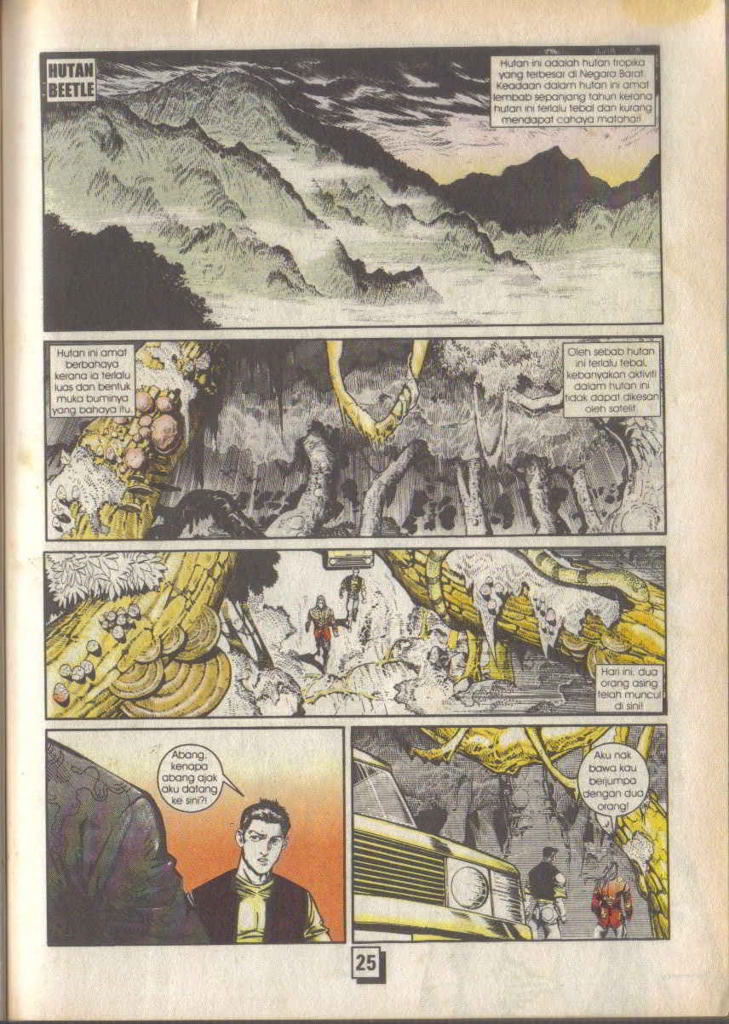 HUTAN
BEETLE
Hutan ini adalah hutan tropika
yang terbesar di Negara Barat.
Keadaan dalam hutan ini amat
lembab sepanjang tahun kerana
hutan ini terlalu tebal dan kurang
mendapat cahaya matahari.
Hutan ini amat
berbahaya
kerana ia terlalu
luas dan bentuk
muka buminya
yang bahaya itu.
Oleh sebab hutan
ini terlalu tebal,
kebanyakan aktiviti
dalam hutan ini
tidak dapat dikesan
oleh satelit.
Hari ini, dua
orang asing
telah muncul
di sini!
Abang,
kenapa
abang ajak
aku datang
ke sini?!
Aku nak
bawa kau
berjumpa
dengan dua
orang!
25